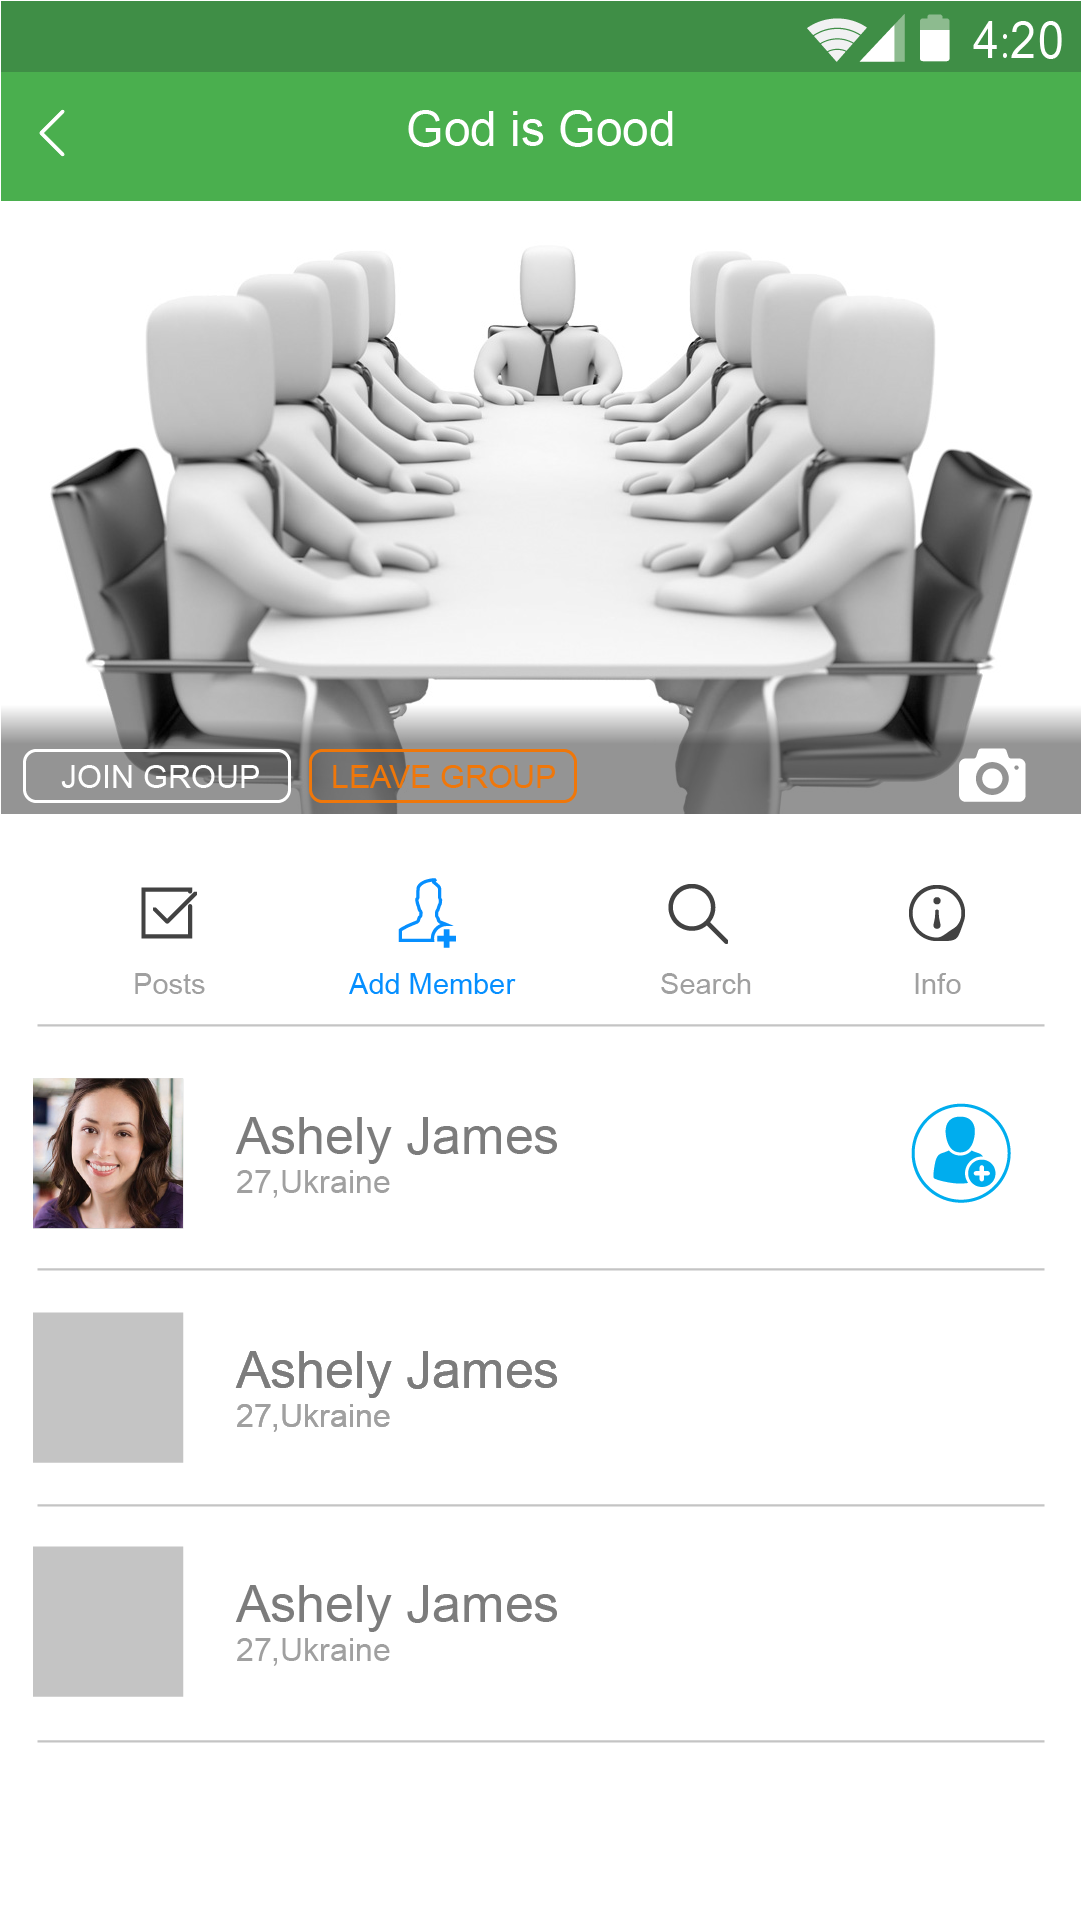 4:20
God is Good
JOIN GROUP
LEAVE GROUP
Posts
Add Member
Search
Info
Ashely James
27,Ukraine
Ashely James
27,Ukraine
Ashely James
27,Ukraine